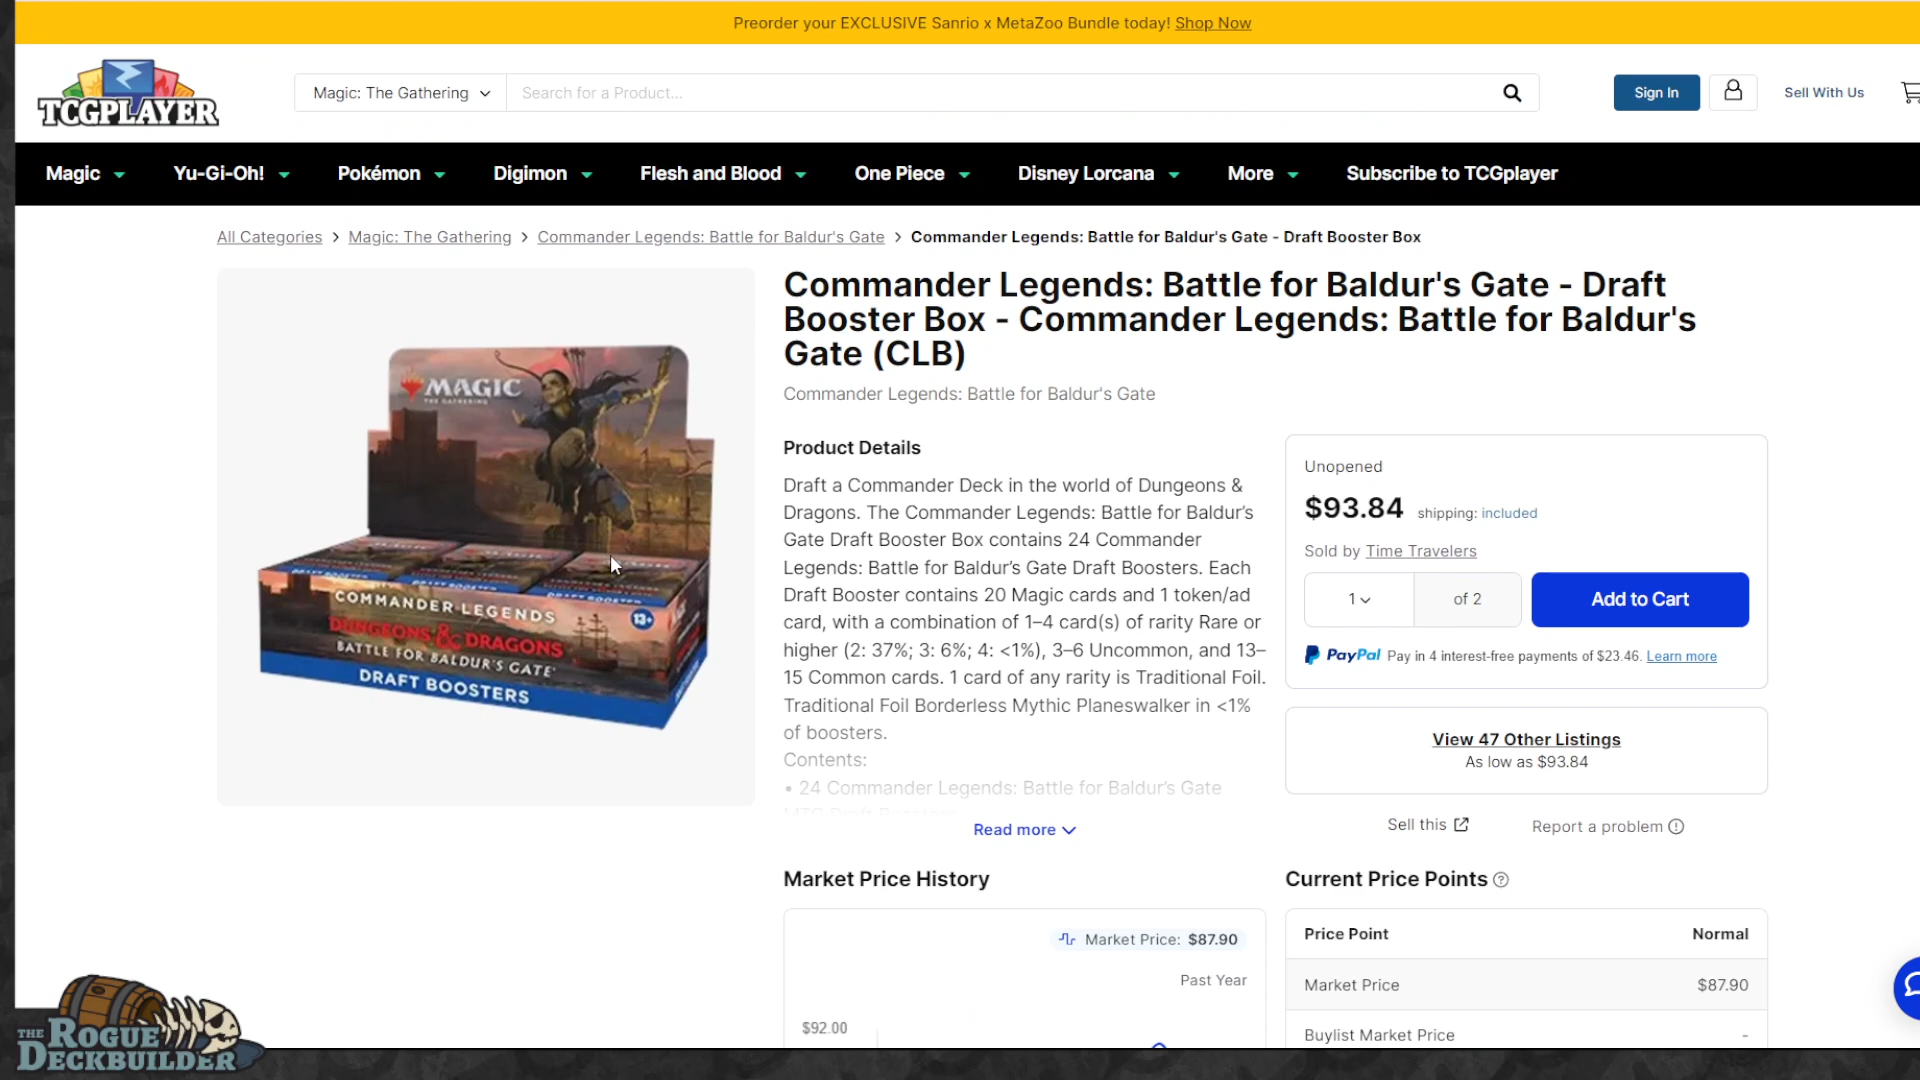 Preorder your EXCLUSIVE Sanrio x MetaZoo Bundle today! Shop Now
TCGPLAYER
Magic: The Gathering
Search for a Product...
Sign In
Sell With Us
Magic
Yu-Gi-Oh!
Pokémon
Digimon
Flesh and Blood
One Piece
Disney Lorcana
More
Subscribe to TCGplayer
All Categories > Magic: The Gathering > Commander Legends: Battle for Baldur's Gate > Commander Legends: Battle for Baldur's Gate - Draft Booster Box
MAGIC
THE GATHERING
COMMANDER LEGENDS
DUNGEONS & DRAGONS
BATTLE FOR BALDUR'S GATE
DRAFT BOOSTERS
13+
Commander Legends: Battle for Baldur's Gate - Draft
Booster Box - Commander Legends: Battle for Baldur's
Gate (CLB)
Commander Legends: Battle for Baldur's Gate
Product Details
Draft a Commander Deck in the world of Dungeons &
Dragons. The Commander Legends: Battle for Baldur’s
Gate Draft Booster Box contains 24 Commander
Legends: Battle for Baldur’s Gate Draft Boosters. Each
Draft Booster contains 20 Magic cards and 1 token/ad
card, with a combination of 1–4 card(s) of rarity Rare or
higher (2: 37%; 3: 6%; 4: <1%), 3–6 Uncommon, and 13–
15 Common cards. 1 card of any rarity is Traditional Foil.
Traditional Foil Borderless Mythic Planeswalker in <1%
of boosters.
Contents:
• 24 Commander Legends: Battle for Baldur’s Gate
MTG Draft Boosters
Read more
Unopened
$93.84 shipping: included
Sold by Time Travelers
1
of 2
Add to Cart
PayPal Pay in 4 interest-free payments of $23.46. Learn more
View 47 Other Listings
As low as $93.84
Sell this
Report a problem
Market Price History
Market Price: $87.90
Past Year
$92.00
Current Price Points
Price Point
Normal
Market Price
$87.90
Buylist Market Price
-
THE ROGUE
DECKBUILDER